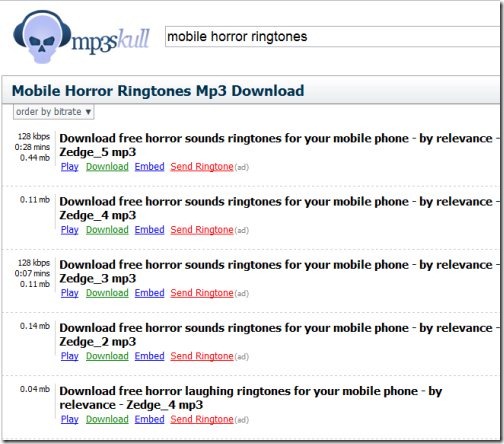 mp3skull
mobile horror ringtones
Mobile Horror Ringtones Mp3 Download
order by bitrate ▼
128 kbps
0:28 mins
0.44 mb
Download free horror sounds ringtones for your mobile phone - by relevance -
Zedge_5 mp3
Play Download Embed Send Ringtone(ad)
0.11 mb
Download free horror sounds ringtones for your mobile phone - by relevance -
Zedge_4 mp3
Play Download Embed Send Ringtone(ad)
128 kbps
0:07 mins
0.11 mb
Download free horror sounds ringtones for your mobile phone - by relevance -
Zedge_3 mp3
Play Download Embed Send Ringtone(ad)
0.14 mb
Download free horror sounds ringtones for your mobile phone - by relevance -
Zedge_2 mp3
Play Download Embed Send Ringtone(ad)
0.04 mb
Download free horror laughing ringtones for your mobile phone - by
relevance - Zedge_4 mp3
Play Download Embed Send Ringtone(ad)